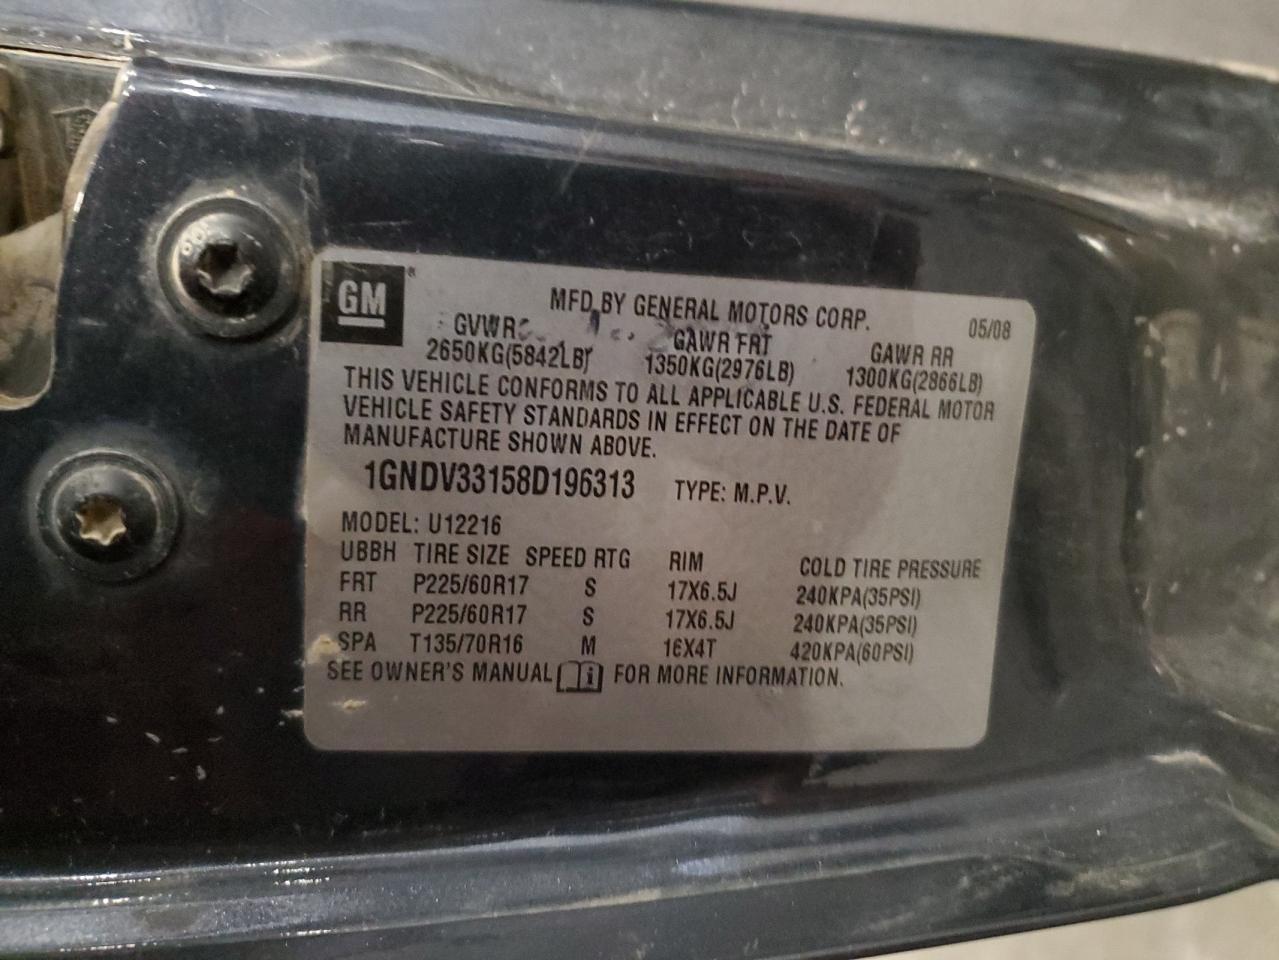 GM ®
MFD BY GENERAL MOTORS CORP. 05/08
GVWR GAWR FRT GAWR RR
2650KG(5842LB) 1350KG(2976LB) 1300KG(2866LB)
THIS VEHICLE CONFORMS TO ALL APPLICABLE U.S. FEDERAL MOTOR
VEHICLE SAFETY STANDARDS IN EFFECT ON THE DATE OF
MANUFACTURE SHOWN ABOVE.
1GNDV33158D196313 TYPE: M.P.V.
MODEL: U12216
UBBH TIRE SIZE SPEED RTG RIM COLD TIRE PRESSURE
FRT P225/60R17 S 17X6.5J 240KPA(35PSI)
RR P225/60R17 S 17X6.5J 240KPA(35PSI)
SPA T135/70R16 M 16X4T 420KPA(60PSI)
SEE OWNER'S MANUAL FOR MORE INFORMATION.